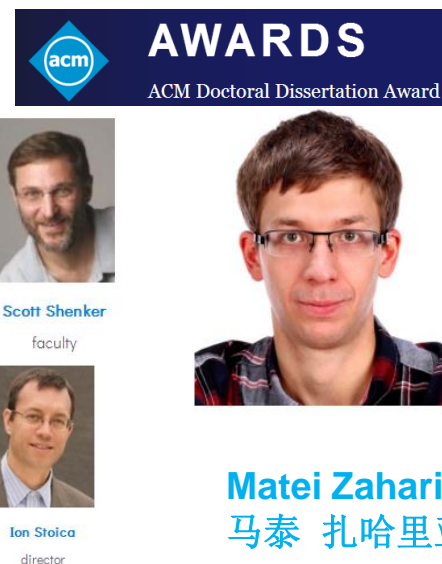 acm
AWARDS
ACM Doctoral Dissertation Award
Scott Shenker
faculty
Ion Stoica
director
Matei Zahari
马泰 扎哈里